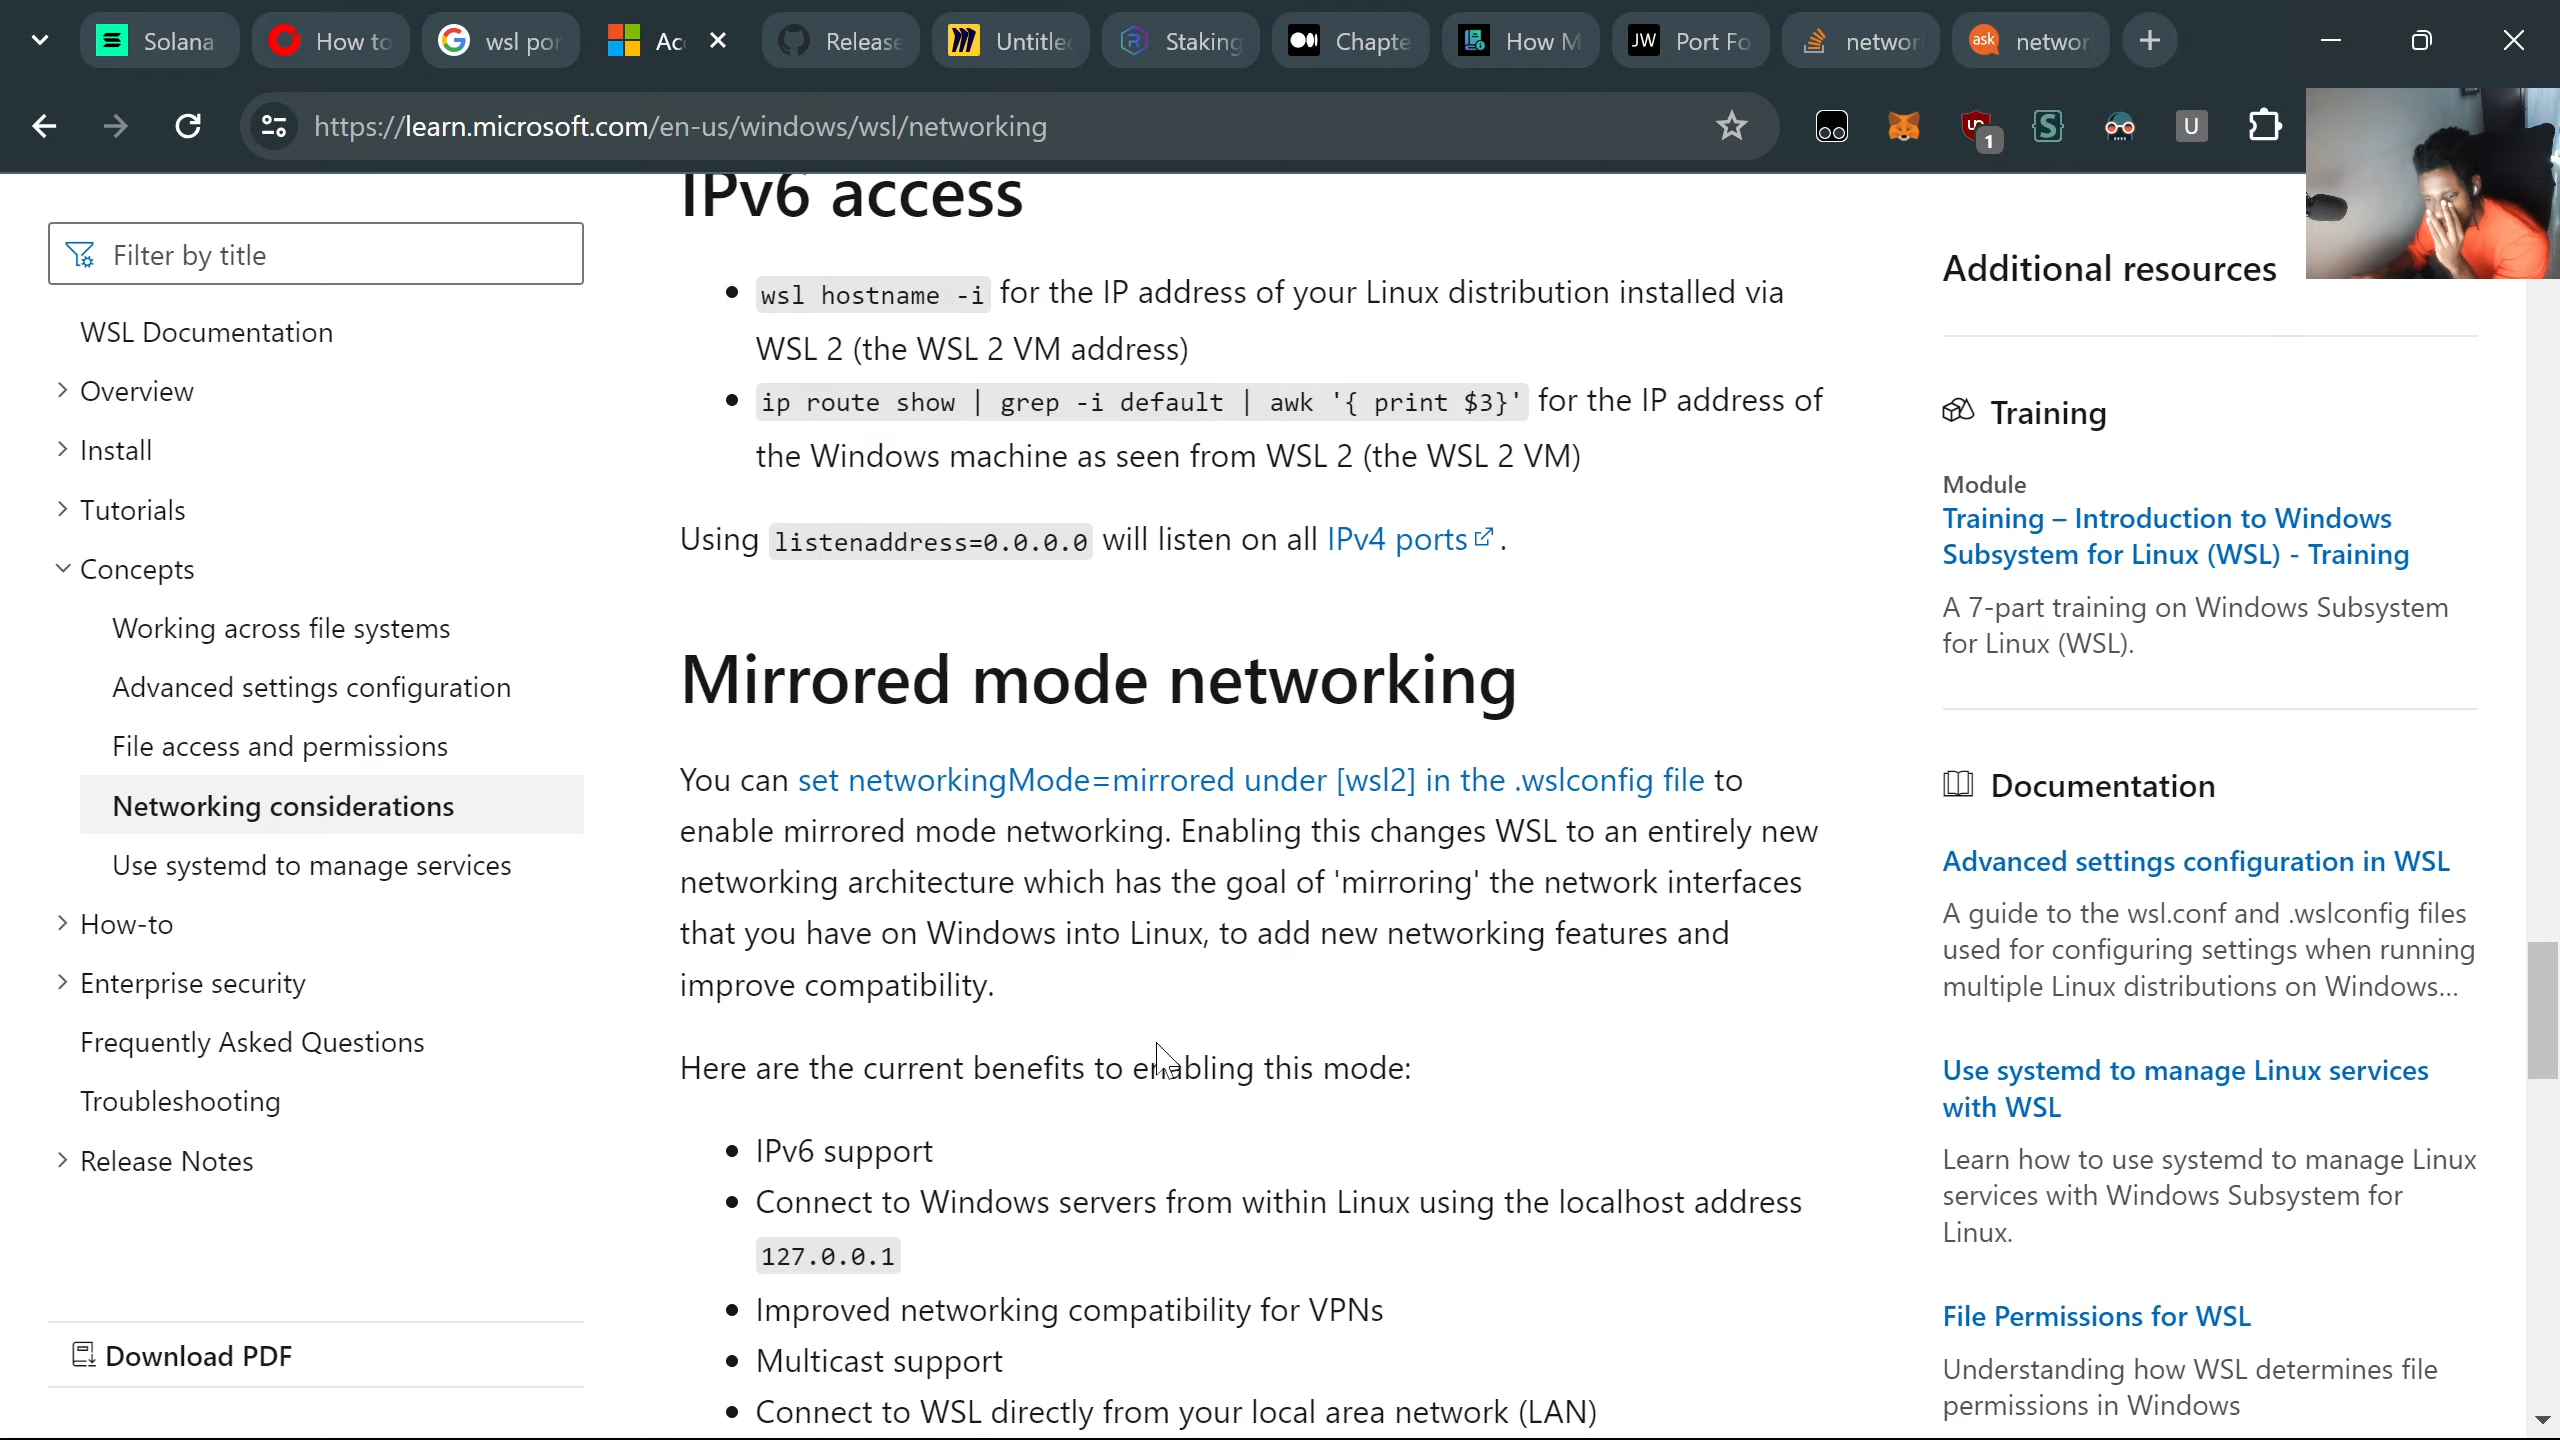 Solana
How to
wsl por
Ac
Release
Untitle
Staking
Chapte
How M
JW Port Fo
networ
ask networ
https://learn.microsoft.com/en-us/windows/wsl/networking
1
U
Filter by title
WSL Documentation
Overview
Install
Tutorials
Concepts
Working across file systems
Advanced settings configuration
File access and permissions
Networking considerations
Use systemd to manage services
How-to
Enterprise security
Frequently Asked Questions
Troubleshooting
Release Notes
Download PDF
IPv6 access
wsl hostname -i for the IP address of your Linux distribution installed via
WSL 2 (the WSL 2 VM address)
ip route show | grep -i default | awk '{ print $3}' for the IP address of
the Windows machine as seen from WSL 2 (the WSL 2 VM)
Using listenaddress=0.0.0.0 will listen on all IPv4 ports.
Mirrored mode networking
You can set networkingMode=mirrored under [wsl2] in the .wslconfig file to
enable mirrored mode networking. Enabling this changes WSL to an entirely new
networking architecture which has the goal of 'mirroring' the network interfaces
that you have on Windows into Linux, to add new networking features and
improve compatibility.
Here are the current benefits to enabling this mode:
IPv6 support
Connect to Windows servers from within Linux using the localhost address
127.0.0.1
Improved networking compatibility for VPNs
Multicast support
Connect to WSL directly from your local area network (LAN)
Additional resources
Training
Module
Training – Introduction to Windows
Subsystem for Linux (WSL) - Training
A 7-part training on Windows Subsystem
for Linux (WSL).
Documentation
Advanced settings configuration in WSL
A guide to the wsl.conf and .wslconfig files
used for configuring settings when running
multiple Linux distributions on Windows...
Use systemd to manage Linux services
with WSL
Learn how to use systemd to manage Linux
services with Windows Subsystem for
Linux.
File Permissions for WSL
Understanding how WSL determines file
permissions in Windows